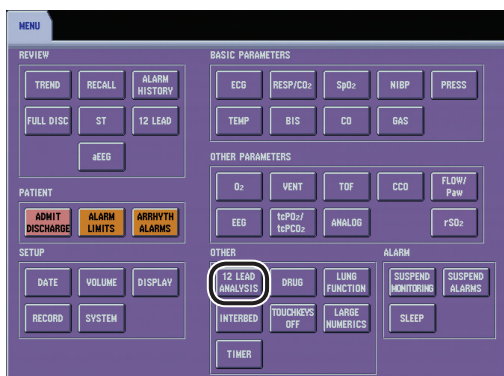 MENU
REVIEW
TREND RECALL ALARM HISTORY
FULL DISC ST 12 LEAD
aEEG
PATIENT
ADMIT DISCHARGE ALARM LIMITS ARRHYTH ALARMS
SETUP
DATE VOLUME DISPLAY
RECORD SYSTEM
BASIC PARAMETERS
ECG RESP/CO2 SpO2 NIBP PRESS
TEMP BIS CO GAS
OTHER PARAMETERS
O2 VENT TOF CCO FLOW/Paw
EEG tcPO2/tcPCO2 ANALOG rSO2
OTHER
12 LEAD ANALYSIS DRUG LUNG FUNCTION
INTERBED TOUCHKEYS OFF LARGE NUMERICS
TIMER
ALARM
SUSPEND MONITORING SUSPEND ALARMS
SLEEP